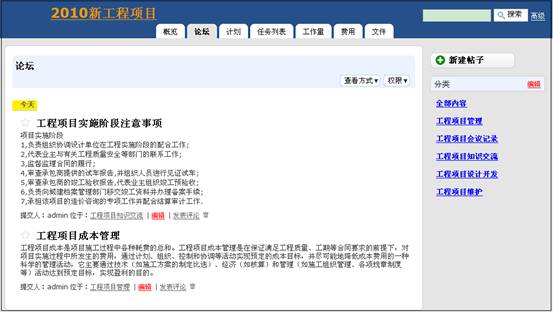 2010新工程项目
搜索 高级
概览 论坛 计划 任务列表 工作量 费用 文件
论坛
查看方式▼ 权限▼
今天
工程项目实施阶段注意事项
项目实施阶段
1,负责组织协调设计单位在工程实施阶段的配合工作;
2,代表业主与有关工程质量安全等部门的联系工作;
3,监督监理合同的履行;
4,审查承包商提供的试车报告,并组织人员进行见证试车;
5,审查承包商的竣工验收报告,代表业主组织竣工预验收;
6,负责向城建档案管理部门移交竣工资料并办理备案手续;
7,承担该项目的造价咨询的专项工作并配合结算审计工作.
提交人: admin 位于: 工程项目知识交流 | 编辑 | 发表评论
工程项目成本管理
工程项目成本是项目施工过程中各种耗费的总和。工程项目成本管理是在保证满足工程质量、工期等合同要求的前提下，对
项目实施过程中所发生的费用，通过计划、组织、控制和协调等活动实现预定的成本目标，并尽可能地降低成本费用的一种
科学的管理活动，它主要通过技术（如施工方案的制定比选）、经济（如核算）和管理（如施工组织管理、各项规章制度
等）活动达到预定目标，实现盈利的目的。
提交人: admin 位于: 工程项目管理 | 编辑 | 发表评论
新建帖子
分类 编辑
全部内容
工程项目管理
工程项目会议记录
工程项目知识交流
工程项目设计开发
工程项目维护